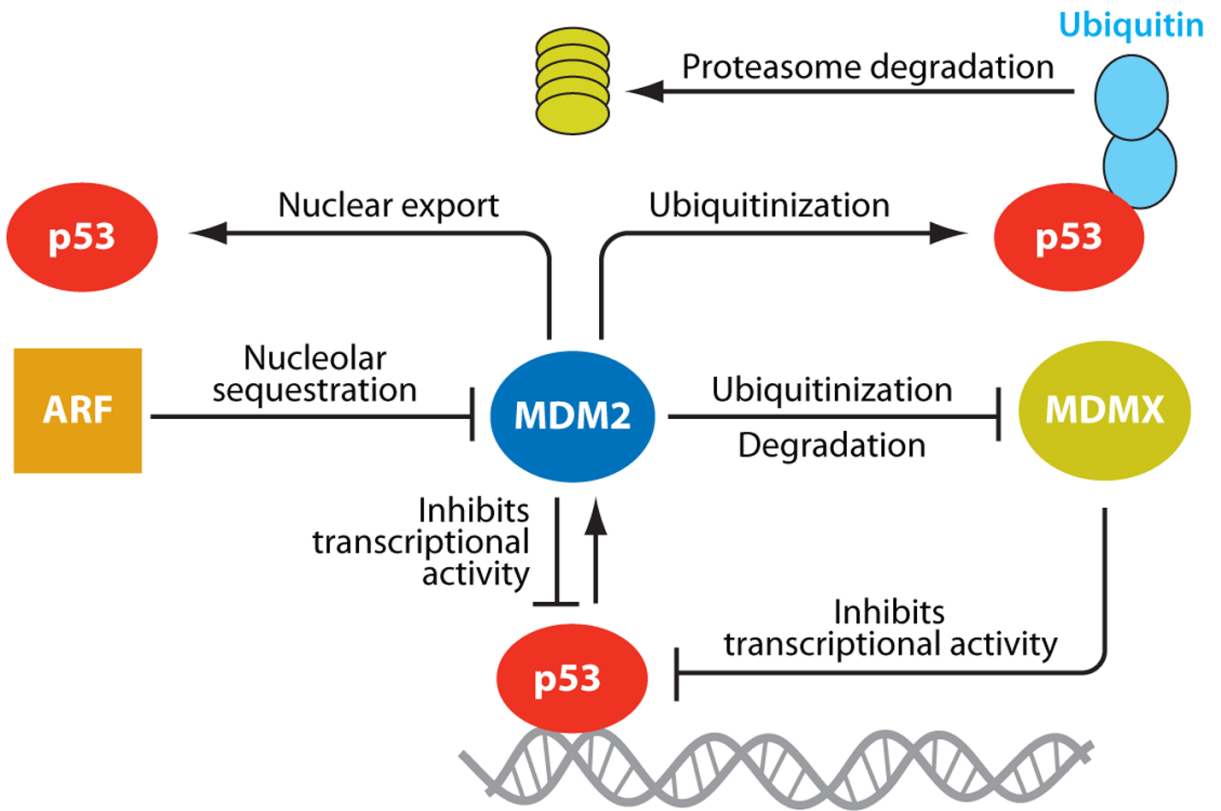 Ubiquitin
Proteasome degradation
Nuclear export
Ubiquitinization
p53
p53
ARF
Nucleolar
sequestration
MDM2
Ubiquitinization
Degradation
MDMX
Inhibits
transcriptional
activity
Inhibits
transcriptional activity
p53